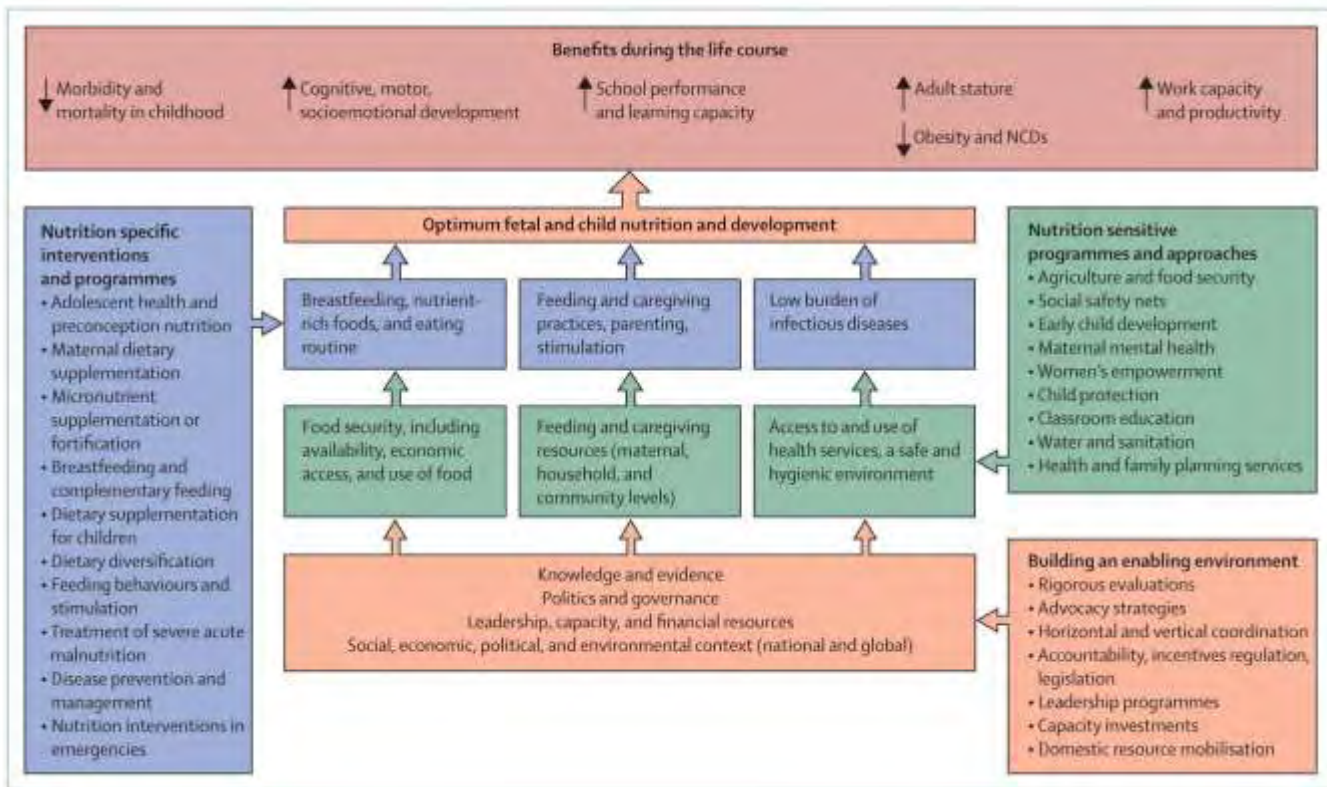 Benefits during the life course
Morbidity and
mortality in childhood
Cognitive, motor,
socioemotional development
School performance
and learning capacity
Adult stature
Obesity and NCDs
Work capacity
and productivity
Optimum fetal and child nutrition and development
Nutrition specific
interventions
and programmes
• Adolescent health and
preconception nutrition
• Maternal dietary
supplementation
• Micronutrient
supplementation or
fortification
• Breastfeeding and
complementary feeding
• Dietary supplementation
for children
• Dietary diversification
• Feeding behaviours and
stimulation
• Treatment of severe acute
malnutrition
• Disease prevention and
management
• Nutrition interventions in
emergencies
Breastfeeding, nutrient-
rich foods, and eating
routine
Feeding and caregiving
practices, parenting,
stimulation
Low burden of
infectious diseases
Food security, including
availability, economic
access, and use of food
Feeding and caregiving
resources (maternal,
household, and
community levels)
Access to and use of
health services, a safe and
hygienic environment
Knowledge and evidence
Politics and governance
Leadership, capacity, and financial resources
Social, economic, political, and environmental context (national and global)
Nutrition sensitive
programmes and approaches
• Agriculture and food security
• Social safety nets
• Early child development
• Maternal mental health
• Women's empowerment
• Child protection
• Classroom education
• Water and sanitation
• Health and family planning services
Building an enabling environment
• Rigorous evaluations
• Advocacy strategies
• Horizontal and vertical coordination
• Accountability, incentives regulation,
legislation
• Leadership programmes
• Capacity investments
• Domestic resource mobilisation